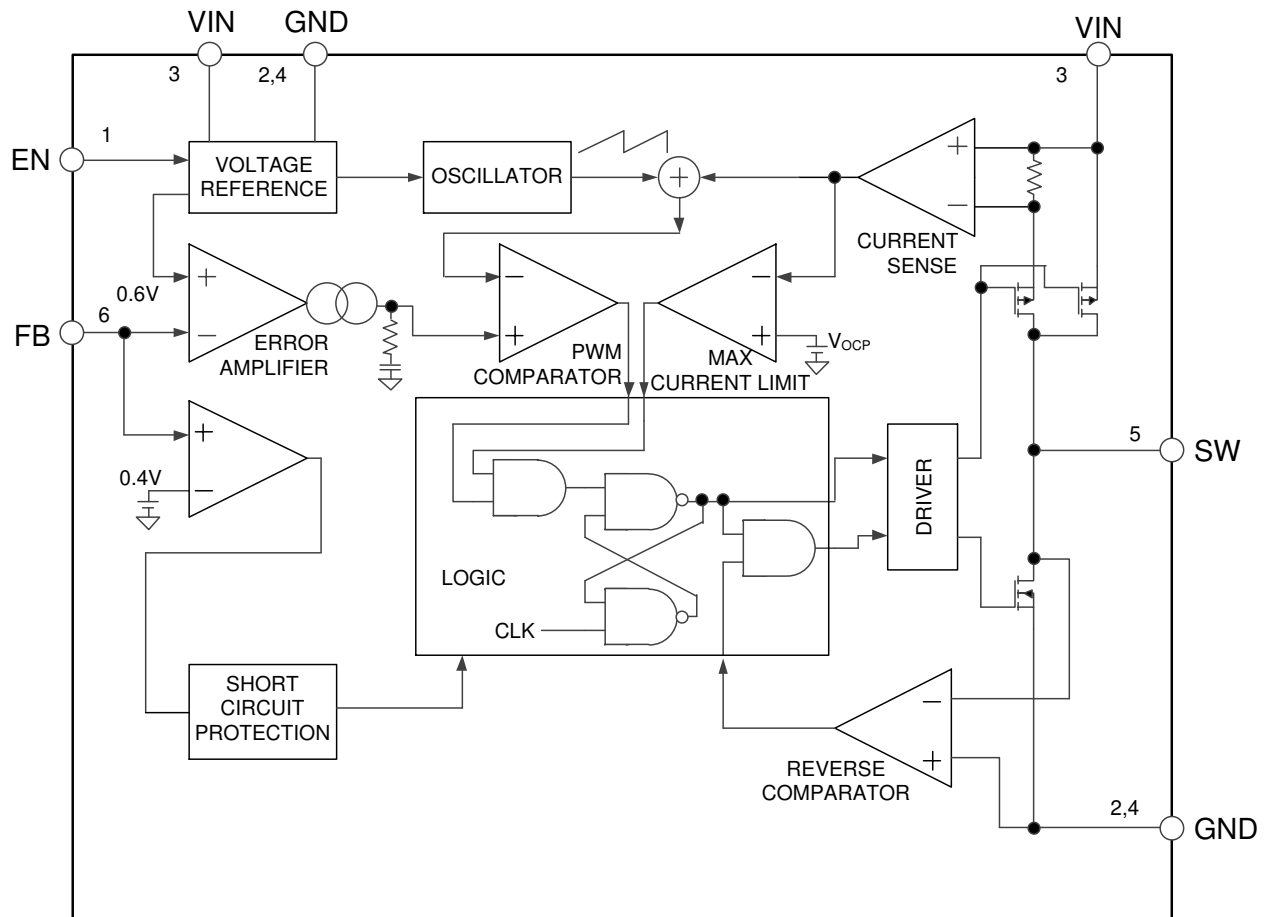 VIN
GND
VIN
3
2,4
3
EN
1
VOLTAGE
REFERENCE
OSCILLATOR
+
+
−
CURRENT
SENSE
+
0.6V
−
ERROR
AMPLIFIER
FB
6
−
+
PWM
COMPARATOR
−
+
MAX
CURRENT LIMIT
VOCP
+
0.4V
−
5
SW
DRIVER
LOGIC
CLK
SHORT
CIRCUIT
PROTECTION
−
+
REVERSE
COMPARATOR
2,4
GND